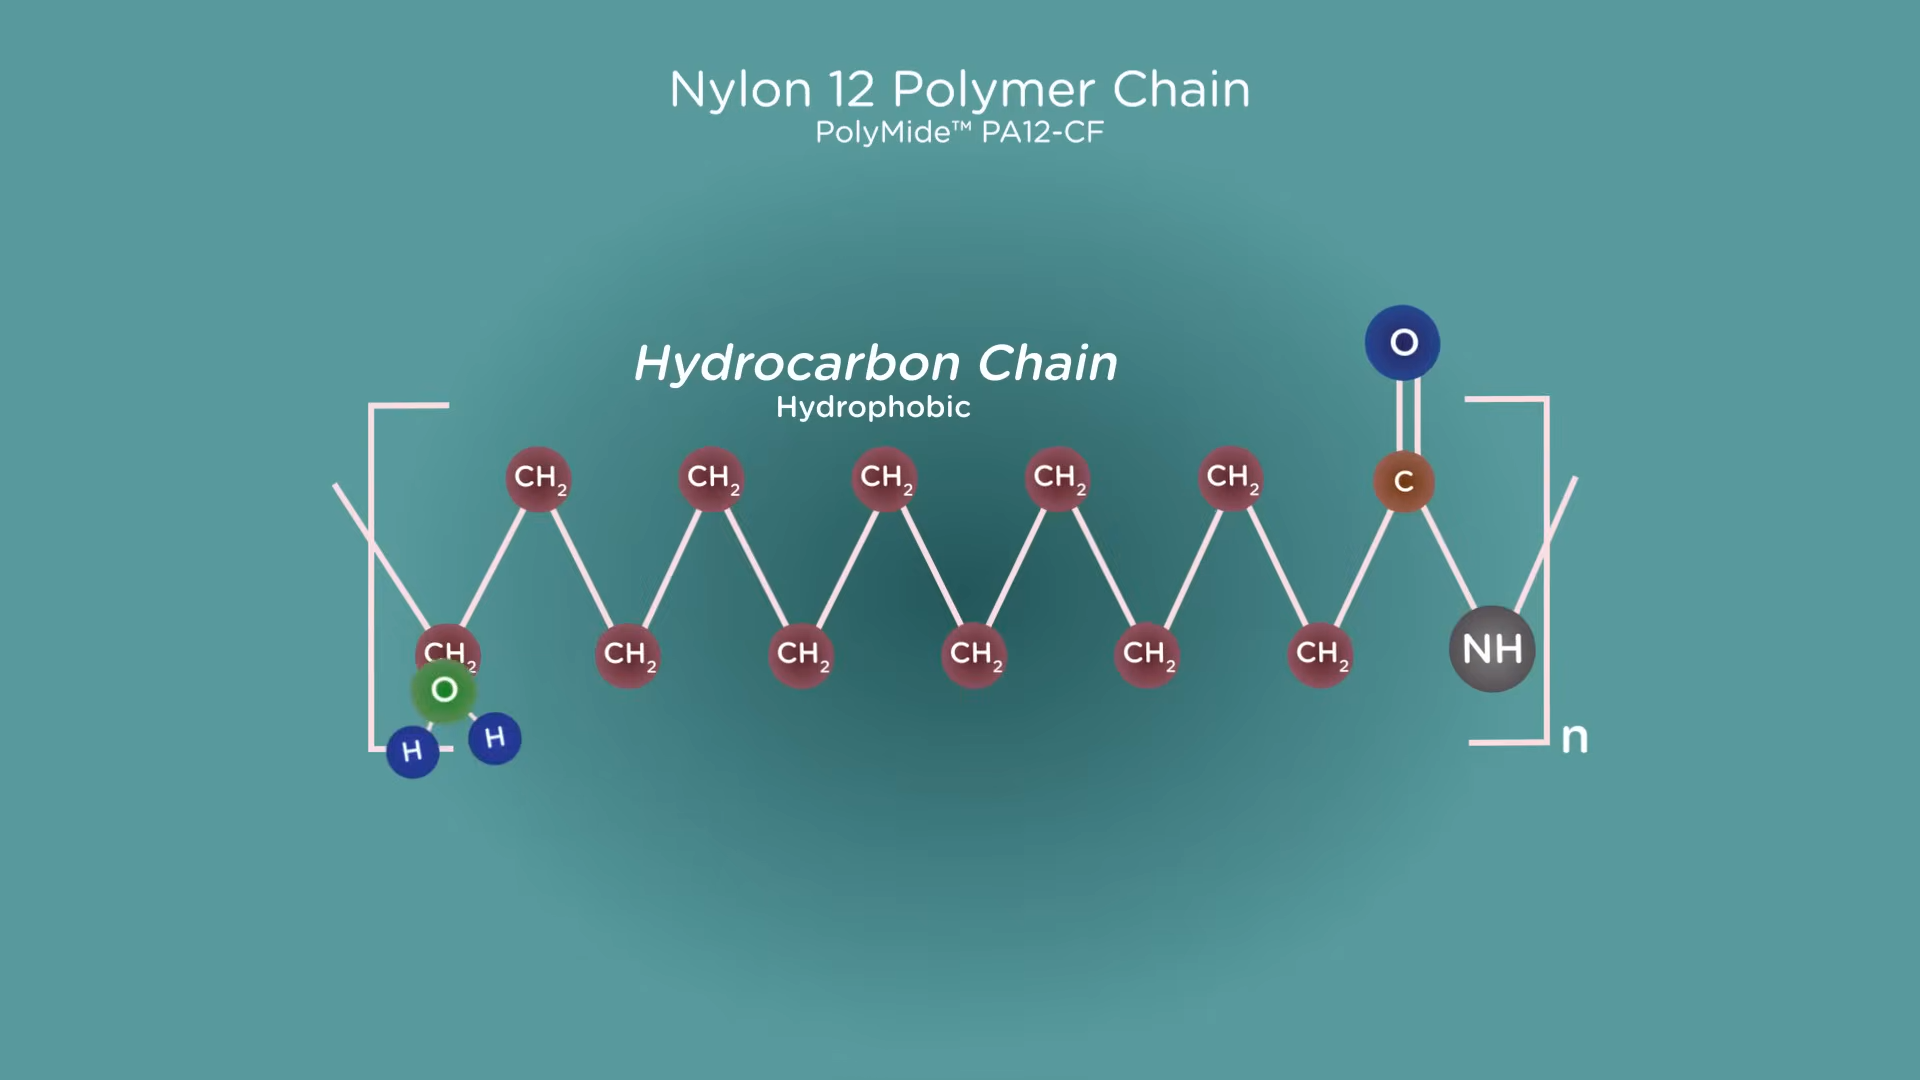 Nylon 12 Polymer Chain
PolyMide™ PA12-CF
O
Hydrocarbon Chain
Hydrophobic
CH₂ CH₂ CH₂ CH₂ CH₂ C
CH₂ CH₂ CH₂ CH₂ CH₂ CH₂ NH
O
H H
n